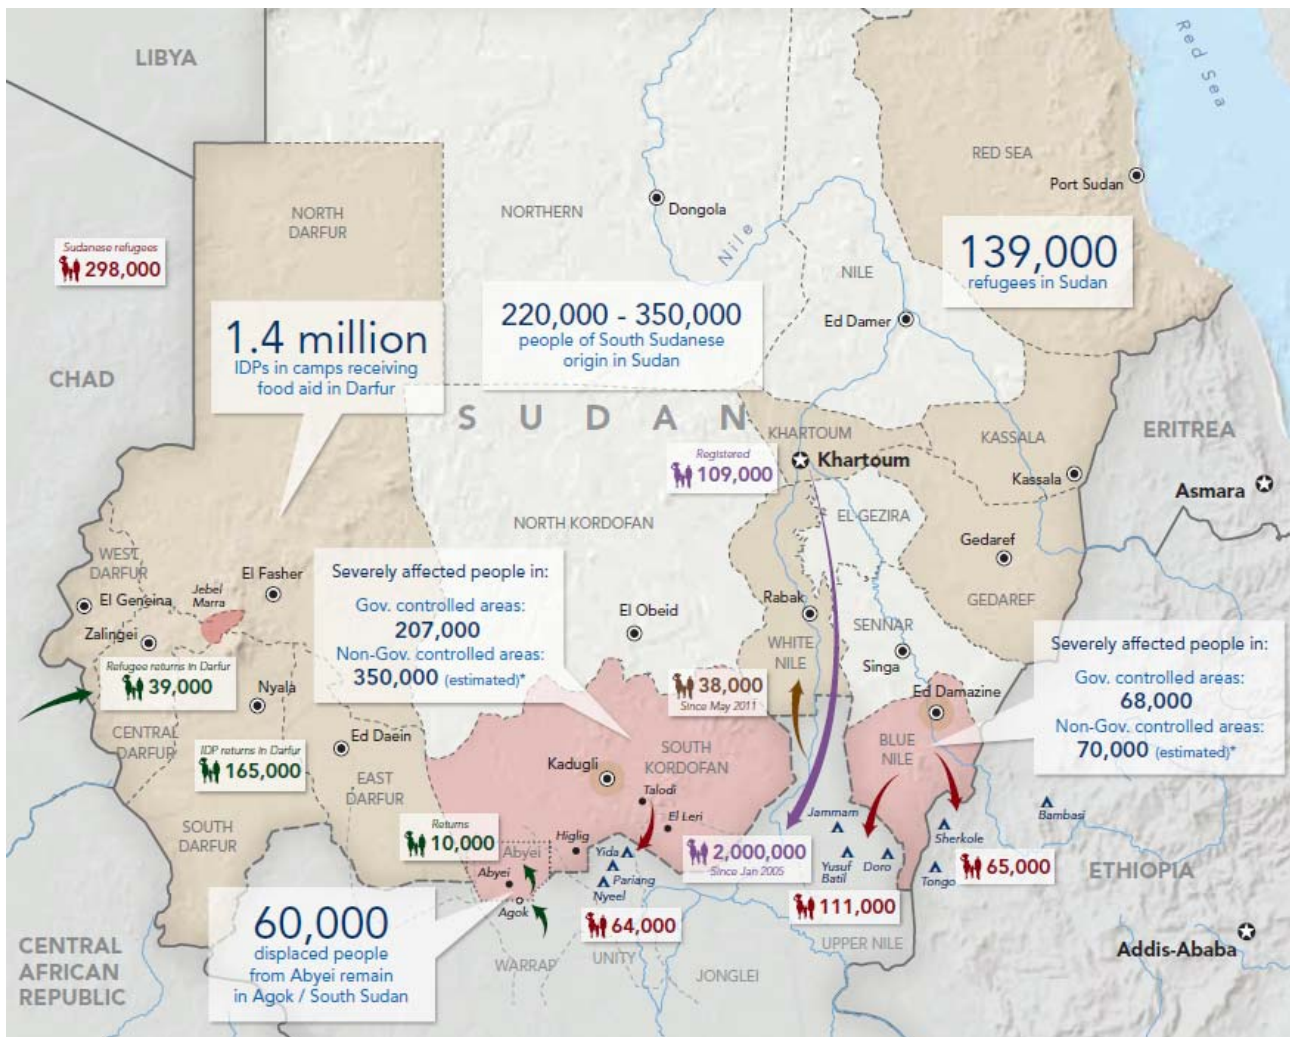 LIBYA
Red Sea
RED SEA
Port Sudan
NORTH
DARFUR
NORTHERN
Dongola
Nile
Sudanese refugees
298,000
139,000
refugees in Sudan
NILE
Ed Damer
220,000 - 350,000
people of South Sudanese
origin in Sudan
1.4 million
IDPs in camps receiving
food aid in Darfur
CHAD
SUDAN
KHARTOUM
KASSALA
ERITREA
Registered
109,000
Khartoum
Kassala
Asmara
NORTH KORDOFAN
EL-GEZIRA
Gedaref
WEST
DARFUR
Severely affected people in:
Gov. controlled areas:
207,000
Non-Gov. controlled areas:
350,000 (estimated)*
El Fasher
Jebel
Marra
El Geneina
El Obeid
Rabak
GEDAREF
Zalingei
WHITE
NILE
SENNAR
Singa
Severely affected people in:
Gov. controlled areas:
68,000
Non-Gov. controlled areas:
70,000 (estimated)*
Refugee returns in Darfur
39,000
Nyala
38,000
Since May 2011
Ed Damazine
CENTRAL
DARFUR
IDP returns in Darfur
165,000
Ed Daein
BLUE
NILE
SOUTH
KORDOFAN
Kadugli
EAST
DARFUR
Talodi
El Leri
Jammam
Bambasi
SOUTH
DARFUR
Returns
10,000
Abyei
Higlig
Yida
Pariang
Nyeel
2,000,000
Since Jan 2005
Yusuf
Batil
Doro
Sherkole
Tongo
65,000
ETHIOPIA
Abyei
Agok
111,000
64,000
60,000
displaced people
from Abyei remain
in Agok / South Sudan
CENTRAL
AFRICAN
REPUBLIC
WARRAP
UNITY
JONGLEI
UPPER NILE
Addis-Ababa